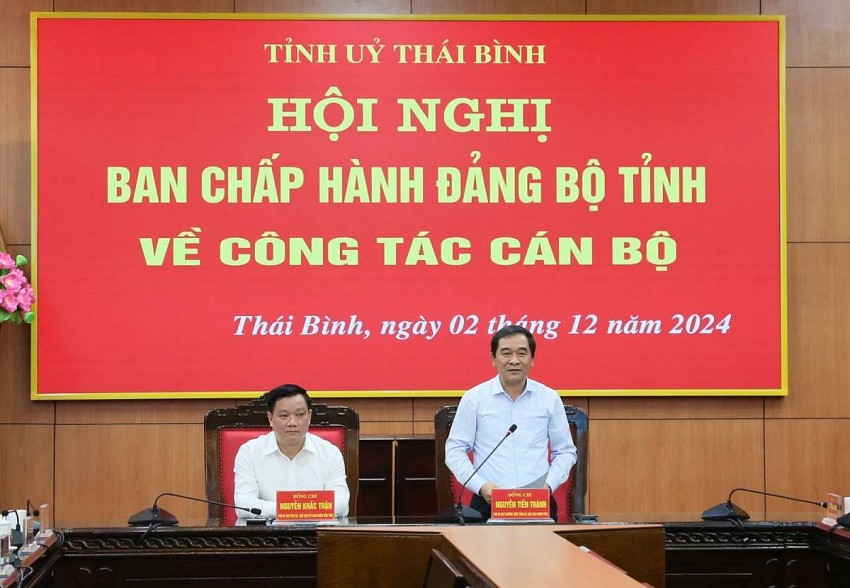 TỈNH UỶ THÁI BÌNH
HỘI NGHỊ
BAN CHẤP HÀNH ĐẢNG BỘ TỈNH
VỀ CÔNG TÁC CÁN BỘ
Thái Bình, ngày 02 tháng 12 năm 2024
ĐỒNG CHÍ
NGUYỄN KHẮC THẬN
ĐỒNG CHÍ
NGUYỄN TIẾN THÀNH